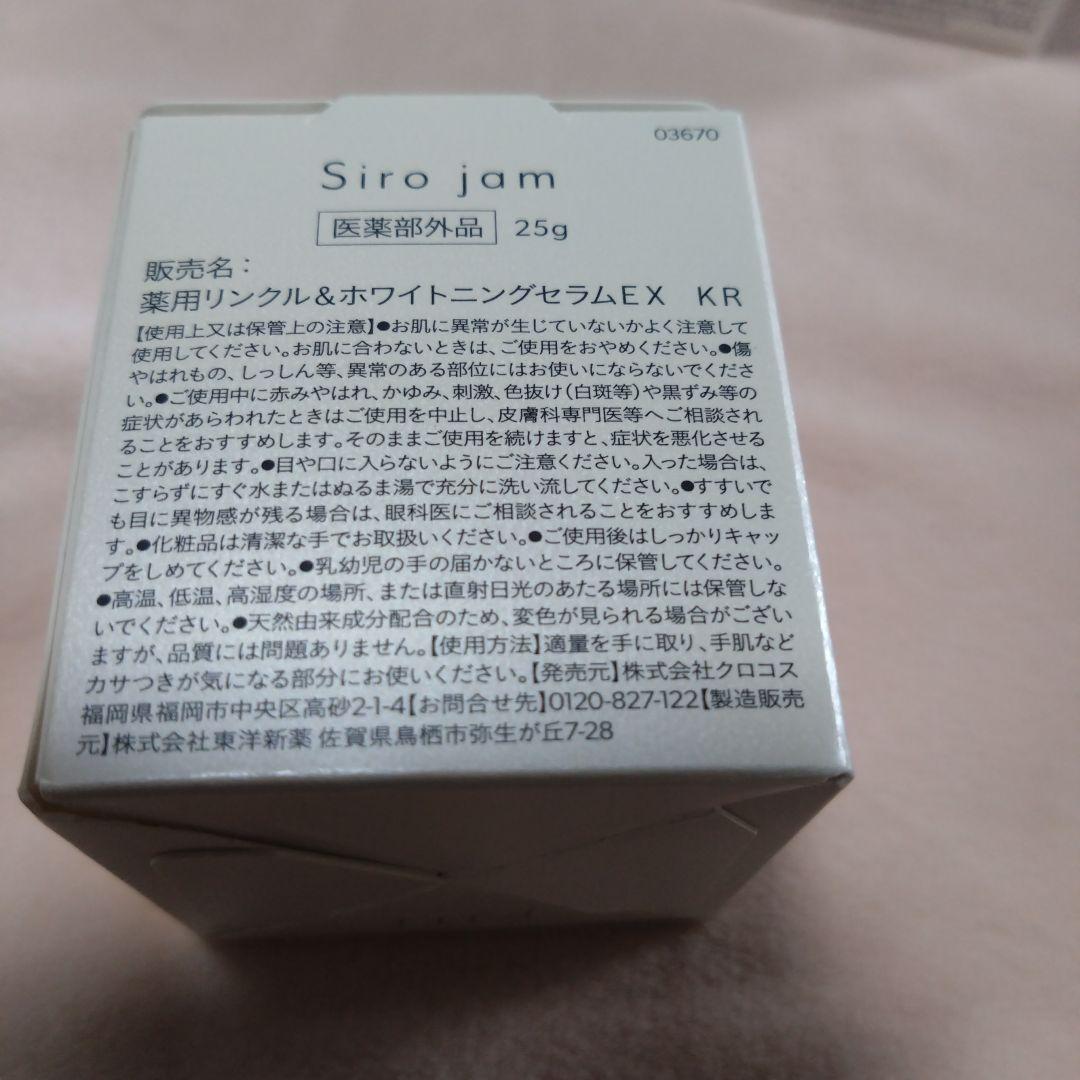 03670
Siro jam
医薬部外品 25g
販売名:
薬用リンクル&ホワイトニングセラムEX KR
【使用上又は保管上の注意】●お肌に異常が生じていないかよく注意して
使用してください。お肌に合わないときは、ご使用をおやめください。●傷
やはれもの、しっしん等、異常のある部位にはお使いにならないでくださ
い。●ご使用中に赤みやはれ、かゆみ、刺激、色抜け(白斑等)や黒ずみ等の
症状があらわれたときはご使用を中止し、皮膚科専門医等へご相談され
ることをおすすめします。そのままご使用を続けますと、症状を悪化させる
ことがあります。●目や口に入らないようにご注意ください。入った場合は、
こすらずにすぐ水またはぬるま湯で充分に洗い流してください。●すすいで
も目に異物感が残る場合は、眼科医にご相談されることをおすすめしま
す。●化粧品は清潔な手でお取扱いください。●ご使用後はしっかりキャッ
プをしめてください。●乳幼児の手の届かないところに保管してください。
●高温、低温、高湿度の場所、または直射日光のあたる場所には保管しな
いでください。●天然由来成分配合のため、変色が見られる場合がござい
ますが、品質には問題ありません。【使用方法】適量を手に取り、手肌など
カサつきが気になる部分にお使いください。【発売元】株式会社クロコス
福岡県福岡市中央区高砂2-1-4【お問合せ先】0120-827-122【製造販売
元】株式会社東洋新薬 佐賀県鳥栖市弥生が丘7-28